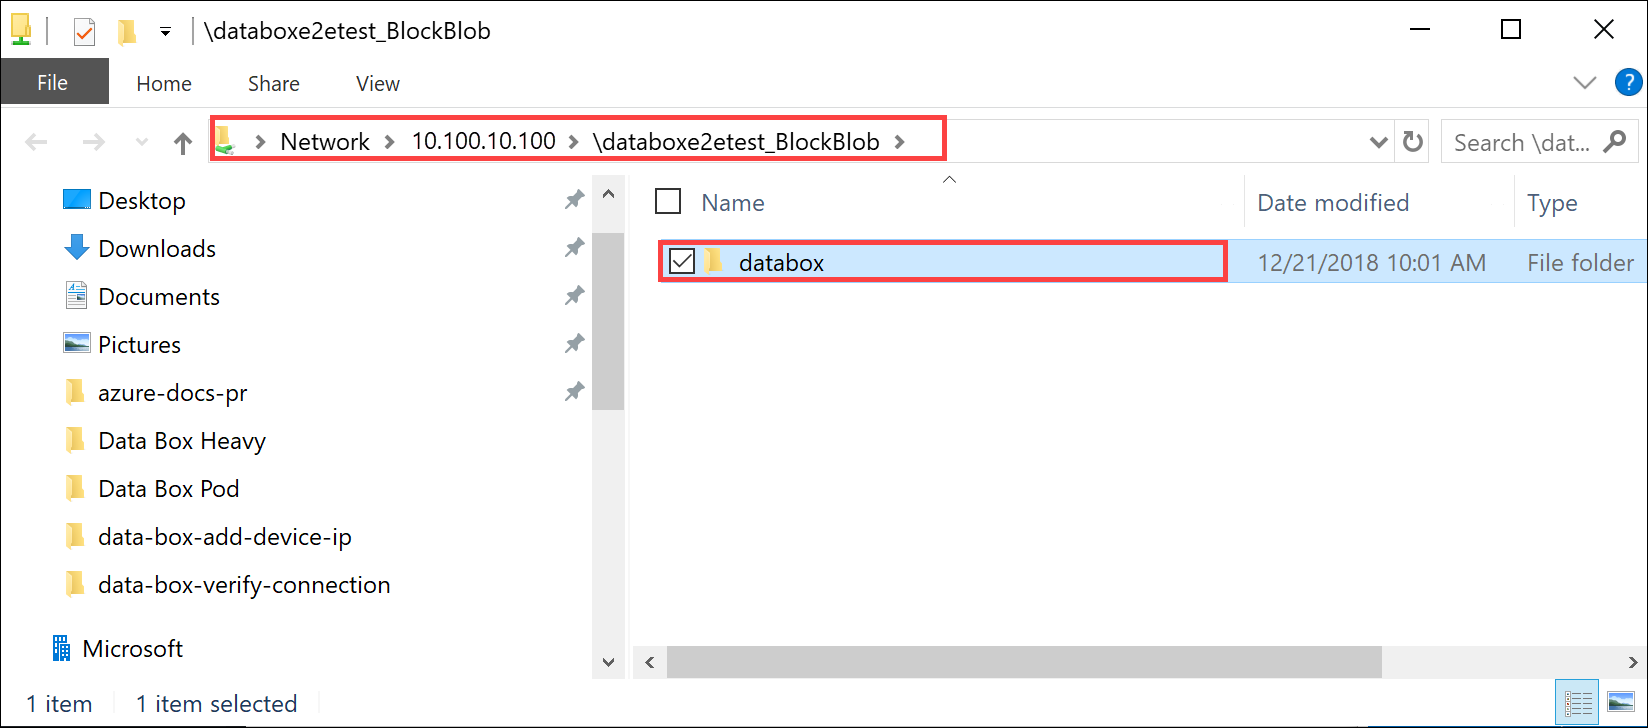 \databoxe2etest_BlockBlob
File Home Share View ?
Network 10.100.10.100 \databoxe2etest_BlockBlob Search \dat...
Desktop
Downloads
Documents
Pictures
azure-docs-pr
Data Box Heavy
Data Box Pod
data-box-add-device-ip
data-box-verify-connection
Microsoft
Name Date modified Type
databox 12/21/2018 10:01 AM File folder
1 item 1 item selected